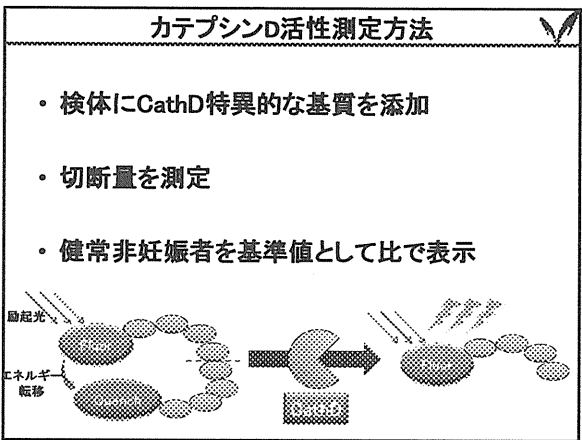 カテプシンD活性測定方法
・ 検体にCathD特異的な基質を添加
・ 切断量を測定
・ 健常非妊娠者を基準値として比で表示
励起光
エネルギー
転移
CathD